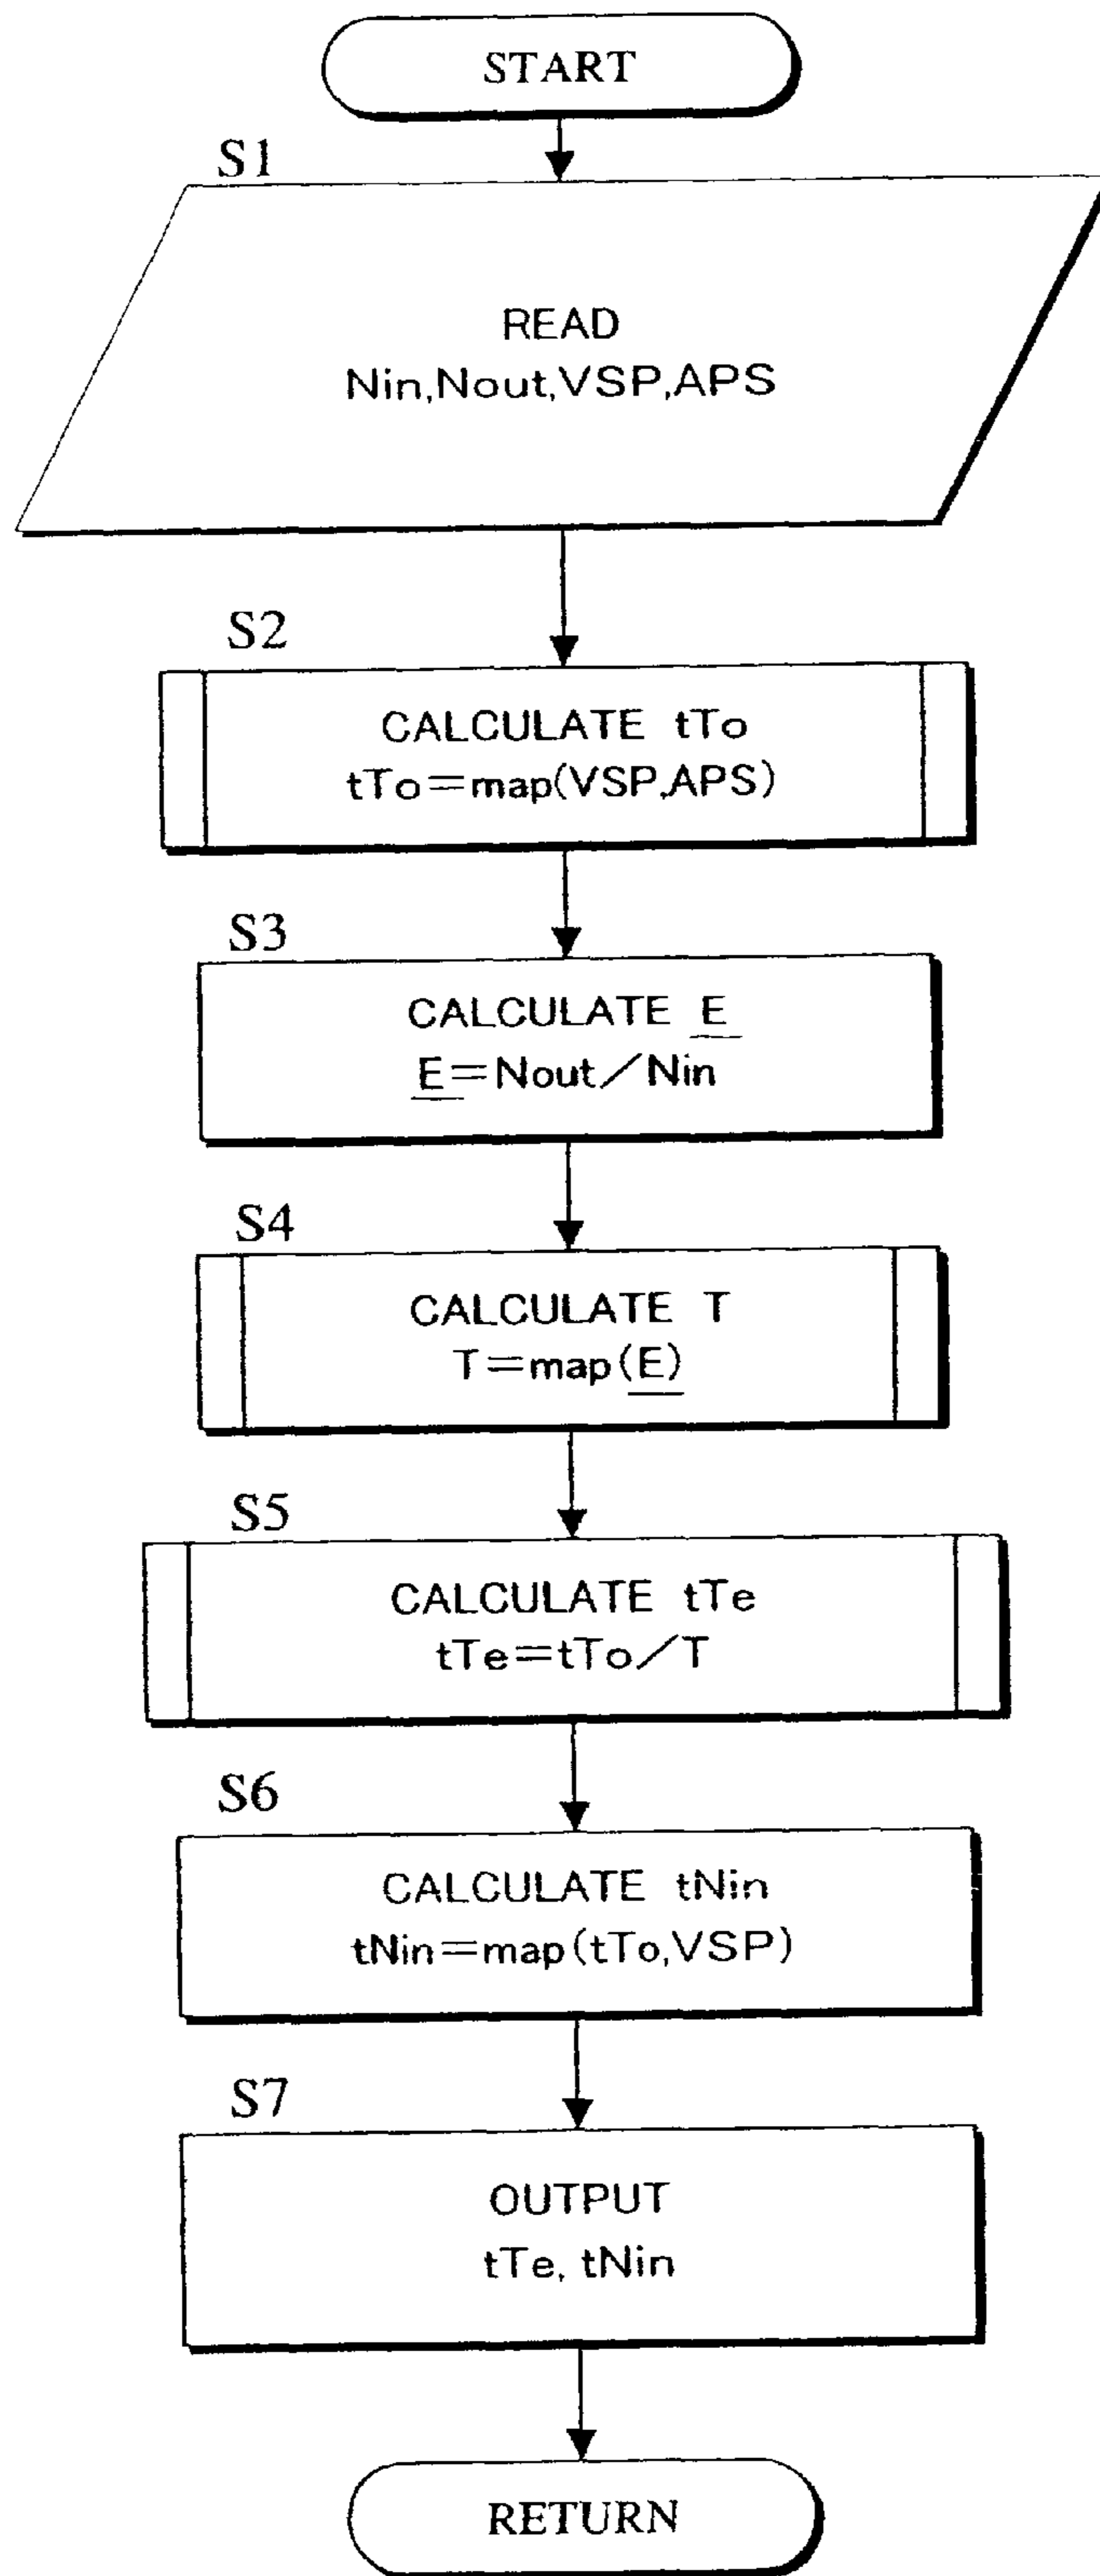 START
S1
READ
Nin,Nout,VSP,APS
S2
CALCULATE tTo
tTo=map(VSP,APS)
S3
CALCULATE E
E=Nout/Nin
S4
CALCULATE T
T=map(E)
S5
CALCULATE tTe
tTe=tTo/T
S6
CALCULATE tNin
tNin=map(tTo,VSP)
S7
OUTPUT
tTe, tNin
RETURN